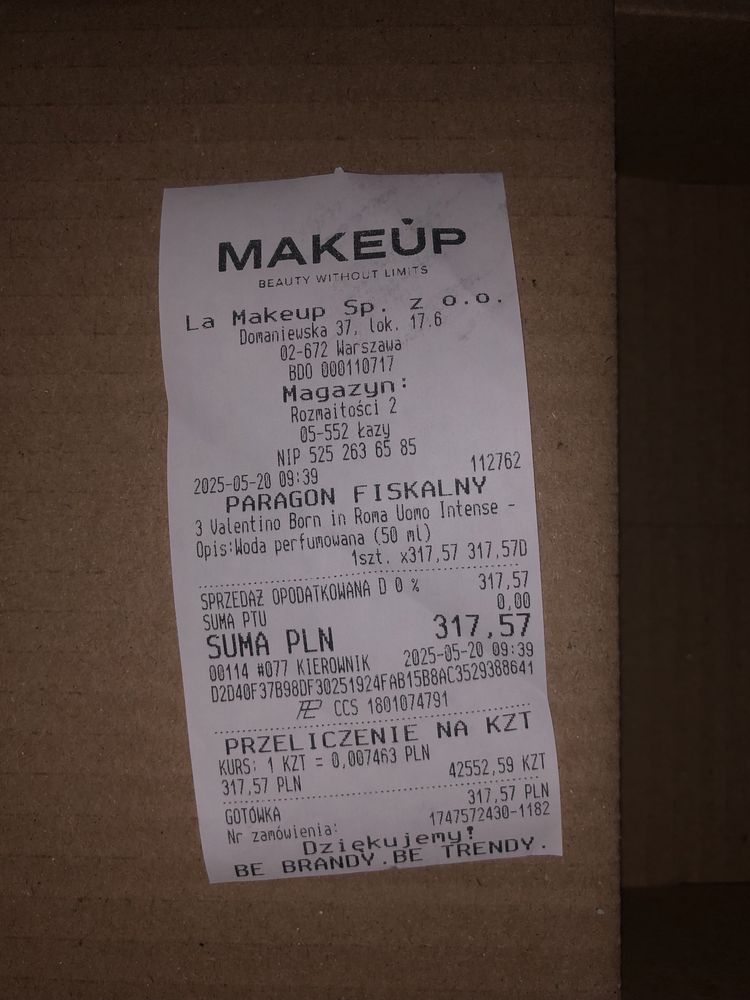 MAKEUP
BEAUTY WITHOUT LIMITS
La Makeup Sp. z o.o.
Domaniewska 37, lok. 17.6
02-672 Warszawa
BDO 000110717
Magazyn:
Rozmaitości 2
05-552 Łazy
NIP 525 263 65 85
2025-05-20 09:39 112762
PARAGON FISKALNY
3 Valentino Born in Roma Uomo Intense -
Opis:Woda perfumowana (50 ml)
1szt. x317,57 317,57D
SPRZEDAŻ OPODATKOWANA D 0 % 317,57
SUMA PTU 0,00
SUMA PLN 317,57
00114 #077 KIEROWNIK 2025-05-20 09:39
D2D40F37B98DF30251924FAB15B8AC3529388641
CCS 1801074791
PRZELICZENIE NA KZT
KURS: 1 KZT = 0,007463 PLN
317,57 PLN 42552,59 KZT
GOTÓWKA 317,57 PLN
Nr zamówienia: 1747572430-1182
Dziękujemy!
BE BRANDY.BE TRENDY.